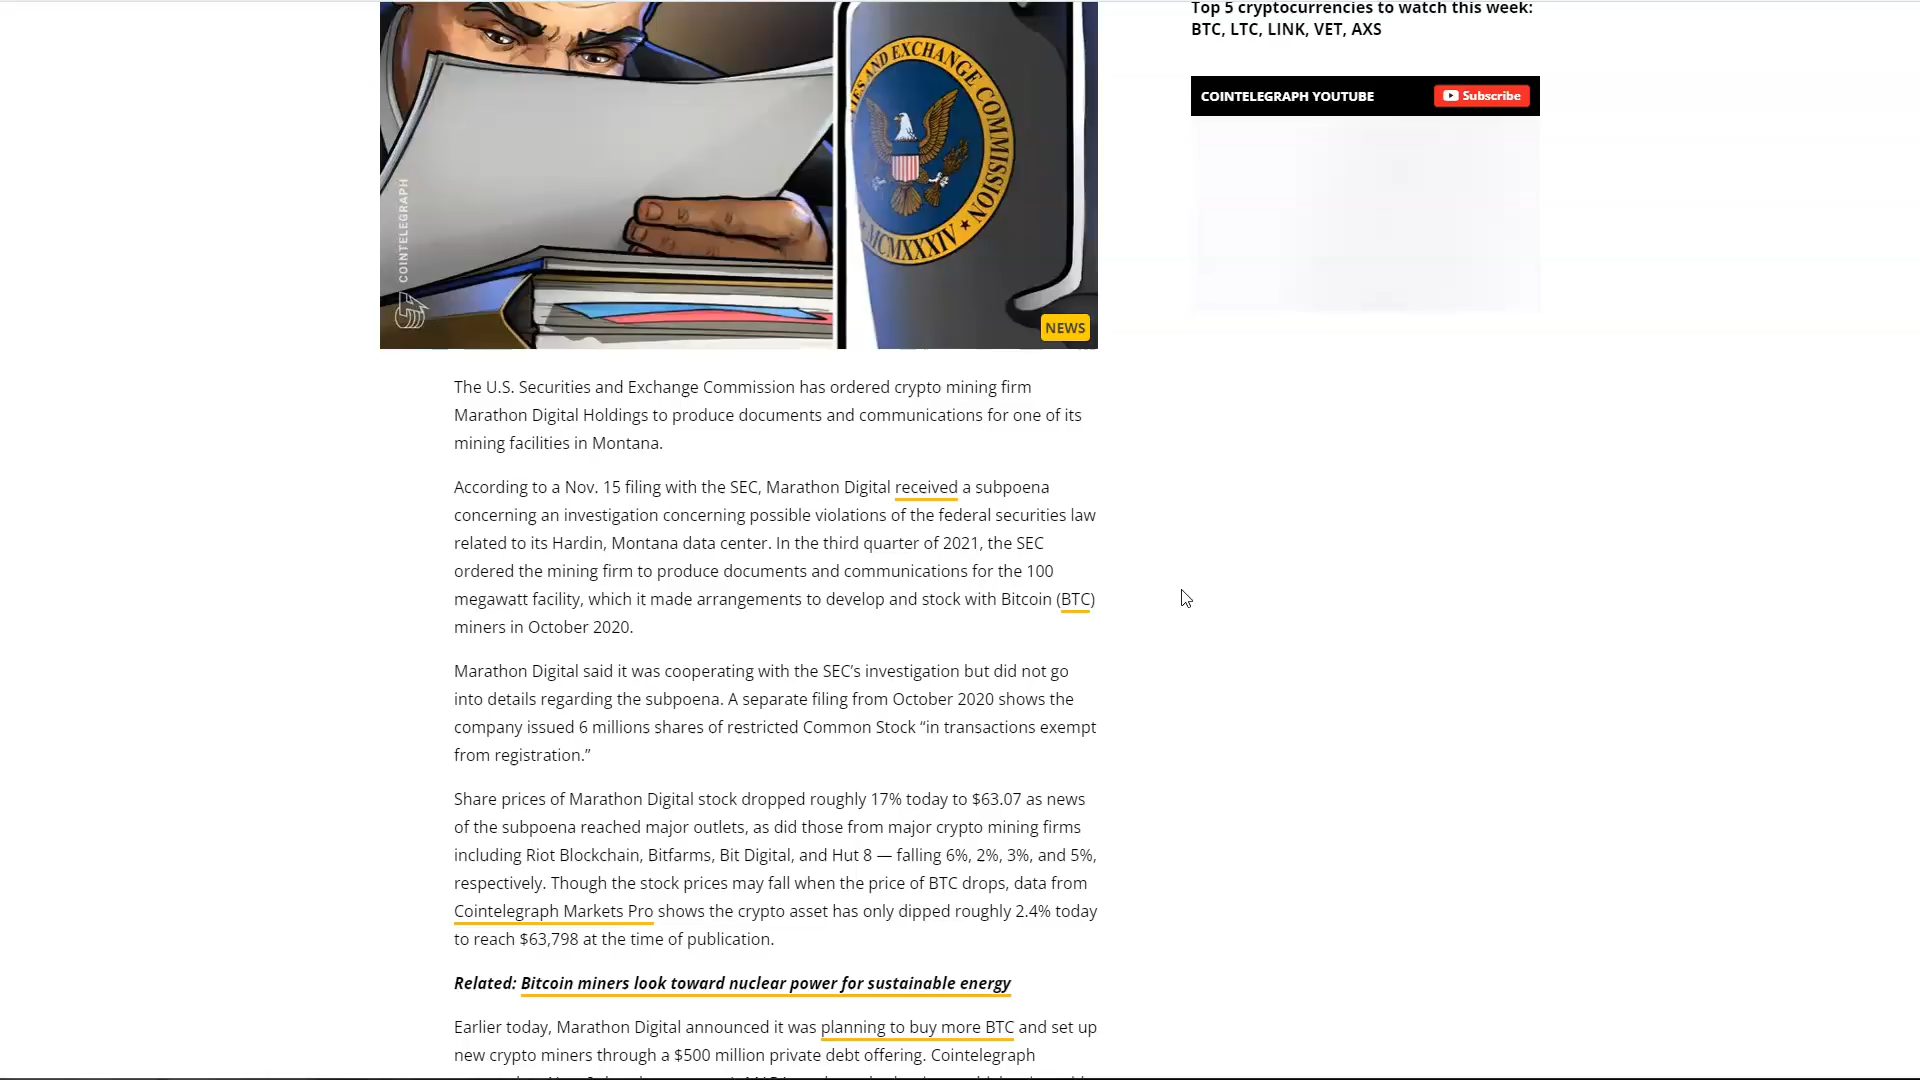 Top 5 cryptocurrencies to watch this week:
BTC, LTC, LINK, VET, AXS
COINTELEGRAPH YOUTUBE
Subscribe
IES AND EXCHANGE COMMISSION
MCMXXXIV
COINTELEGRAPH
NEWS
The U.S. Securities and Exchange Commission has ordered crypto mining firm
Marathon Digital Holdings to produce documents and communications for one of its
mining facilities in Montana.
According to a Nov. 15 filing with the SEC, Marathon Digital received a subpoena
concerning an investigation concerning possible violations of the federal securities law
related to its Hardin, Montana data center. In the third quarter of 2021, the SEC
ordered the mining firm to produce documents and communications for the 100
megawatt facility, which it made arrangements to develop and stock with Bitcoin (BTC)
miners in October 2020.
Marathon Digital said it was cooperating with the SEC’s investigation but did not go
into details regarding the subpoena. A separate filing from October 2020 shows the
company issued 6 millions shares of restricted Common Stock “in transactions exempt
from registration.”
Share prices of Marathon Digital stock dropped roughly 17% today to $63.07 as news
of the subpoena reached major outlets, as did those from major crypto mining firms
including Riot Blockchain, Bitfarms, Bit Digital, and Hut 8 — falling 6%, 2%, 3%, and 5%,
respectively. Though the stock prices may fall when the price of BTC drops, data from
Cointelegraph Markets Pro shows the crypto asset has only dipped roughly 2.4% today
to reach $63,798 at the time of publication.
Related: Bitcoin miners look toward nuclear power for sustainable energy
Earlier today, Marathon Digital announced it was planning to buy more BTC and set up
new crypto miners through a $500 million private debt offering. Cointelegraph